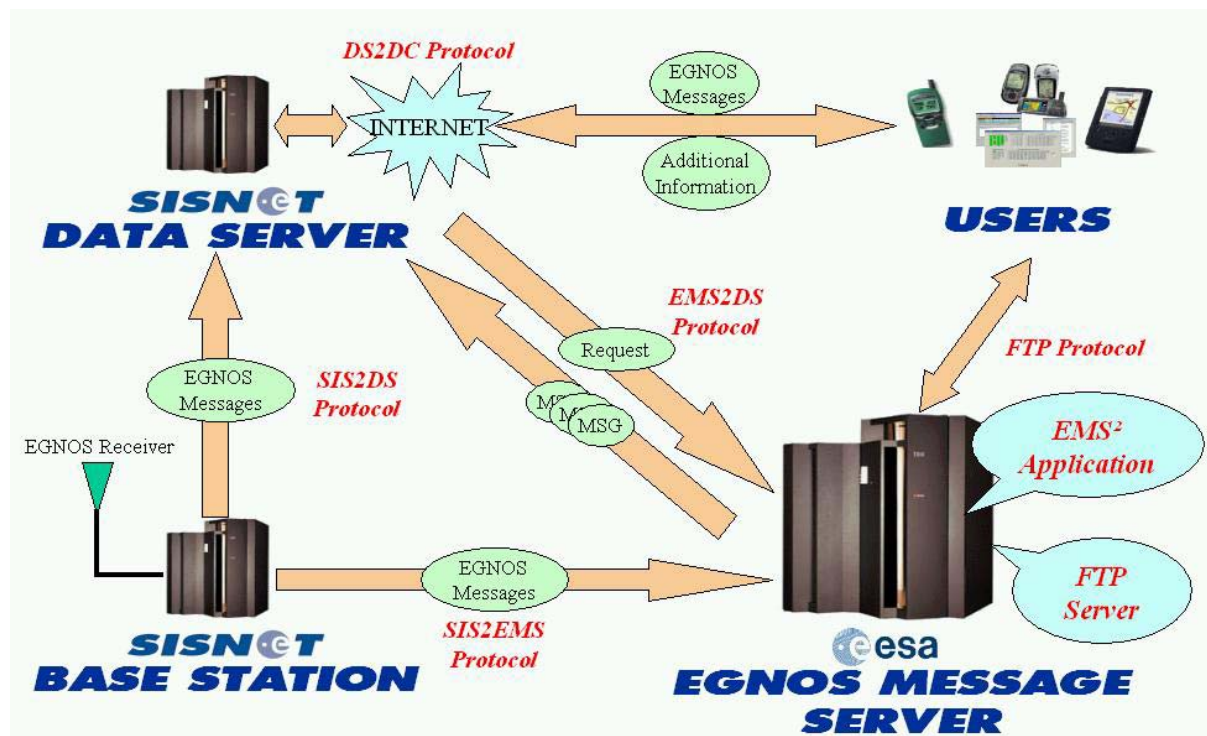 DS2DC Protocol
INTERNET
EGNOS
Messages
Additional
Information
SISNeT
DATA SERVER
USERS
EMS2DS
Protocol
Request
MSG
FTP Protocol
EGNOS
Messages
SIS2DS
Protocol
EGNOS Receiver
EMS²
Application
EGNOS
Messages
SIS2EMS
Protocol
FTP
Server
SISNeT
BASE STATION
esa
EGNOS MESSAGE
SERVER